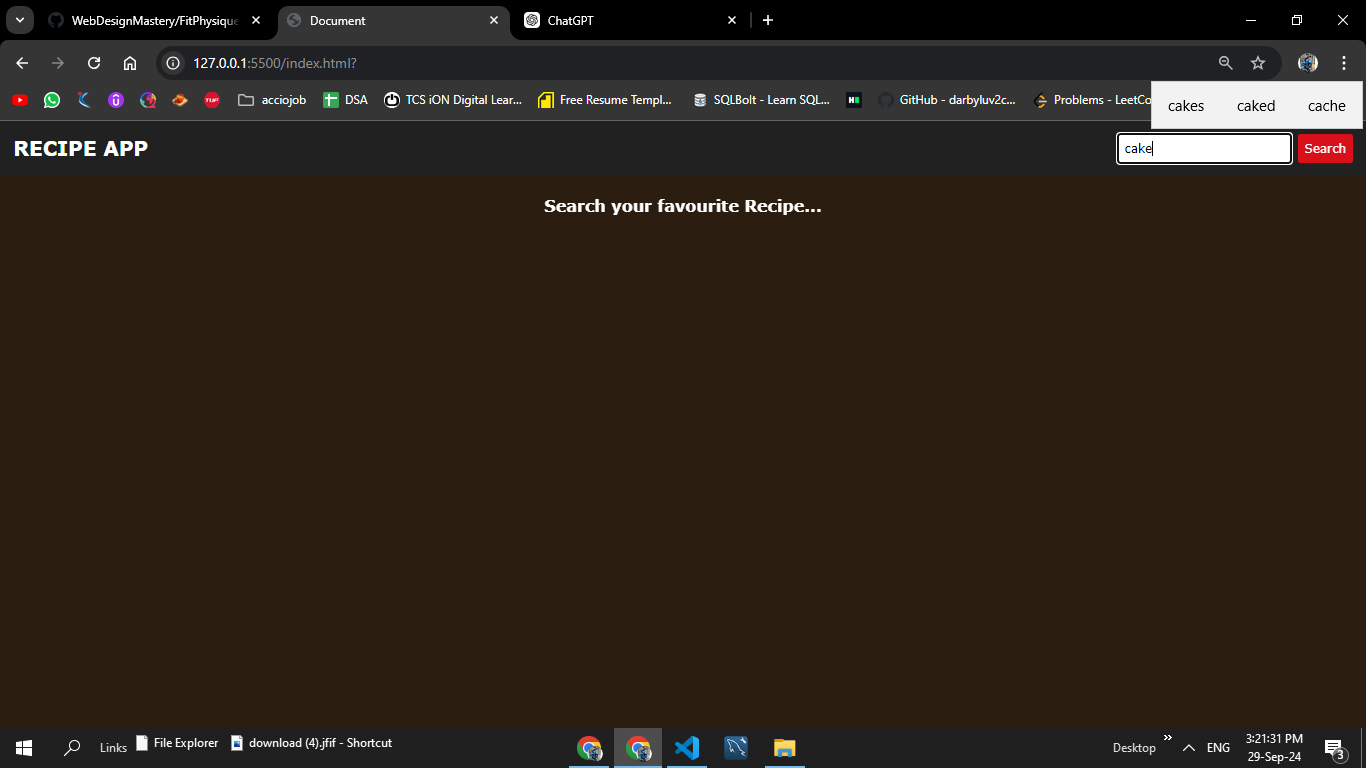 WebDesignMastery/FitPhysique
Document
ChatGPT
127.0.0.1:5500/index.html?
acciojob
DSA
TCS iON Digital Lear...
Free Resume Templ...
SQLBolt - Learn SQL...
GitHub - darbyluv2c...
Problems - LeetCo
cakes
caked
cache
RECIPE APP
cake
Search
Search your favourite Recipe...
Links
File Explorer
download (4).jfif - Shortcut
Desktop
ENG
3:21:31 PM
29-Sep-24
3